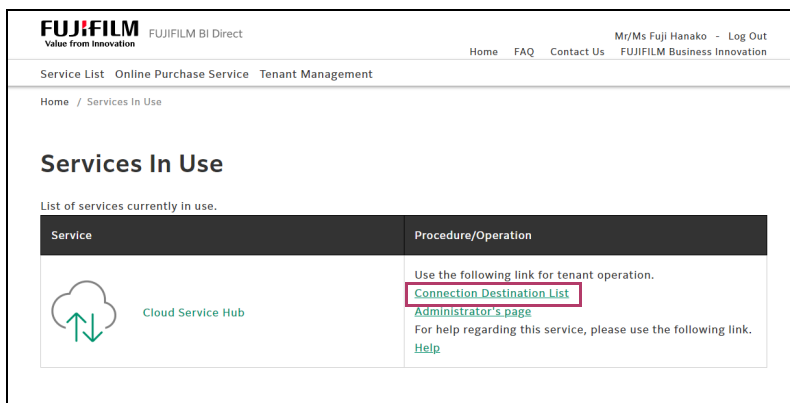 FUJIFILM
Value from Innovation
FUJIFILM BI Direct
Mr/Ms Fuji Hanako - Log Out
Home FAQ Contact Us FUJIFILM Business Innovation
Service List Online Purchase Service Tenant Management
Home / Services In Use
Services In Use
List of services currently in use.
Service Procedure/Operation
Cloud Service Hub
Use the following link for tenant operation.
Connection Destination List
Administrator's page
For help regarding this service, please use the following link.
Help